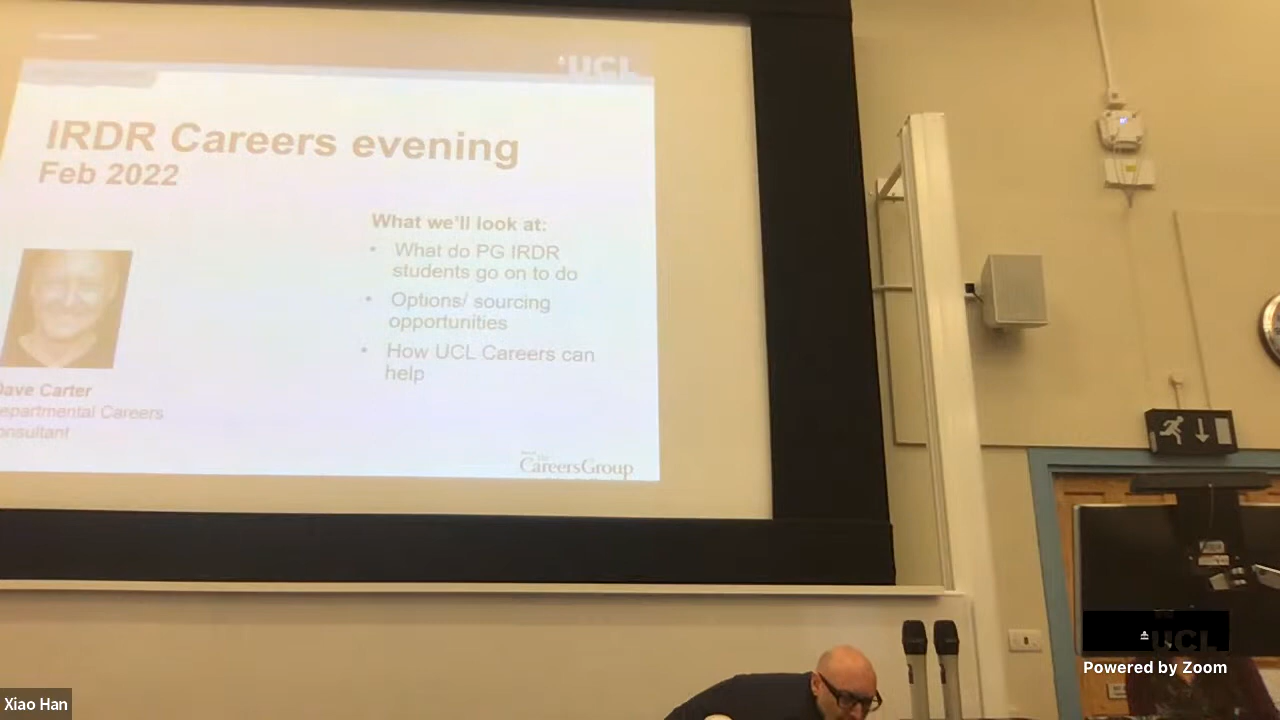 UCL
IRDR Careers evening
Feb 2022
What we'll look at:
• What do PG IRDR
students go on to do
• Options/ sourcing
opportunities
• How UCL Careers can
help
Dave Carter
epartmental Careers
onsultant
CareersGroup
UCL
Powered by Zoom
Xiao Han